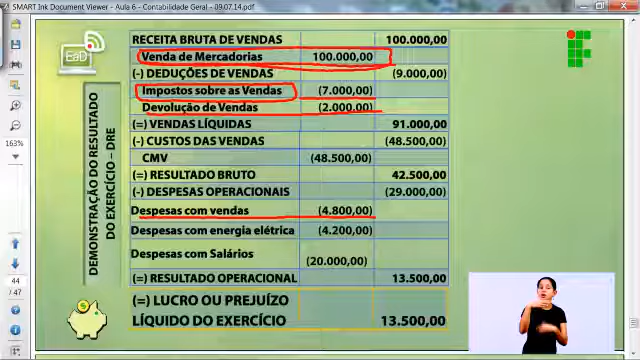 SMART Ink Document Viewer - Aula 6 - Contabilidade Geral - 09.07.14.pdf
EaD
163%
44
/ 47
DEMONSTRAÇÃO DO RESULTADO
DO EXERCÍCIO – DRE
RECEITA BRUTA DE VENDAS 100.000,00
Venda de Mercadorias 100.000,00
(-) DEDUÇÕES DE VENDAS (9.000,00)
Impostos sobre as Vendas (7.000,00)
Devolução de Vendas (2.000,00)
(=) VENDAS LÍQUIDAS 91.000,00
(-) CUSTOS DAS VENDAS (48.500,00)
CMV (48.500,00)
(=) RESULTADO BRUTO 42.500,00
(-) DESPESAS OPERACIONAIS (29.000,00)
Despesas com vendas (4.800,00)
Despesas com energia elétrica (4.200,00)
Despesas com Salários (20.000,00)
(=) RESULTADO OPERACIONAL 13.500,00
(=) LUCRO OU PREJUÍZO
LÍQUIDO DO EXERCÍCIO 13.500,00